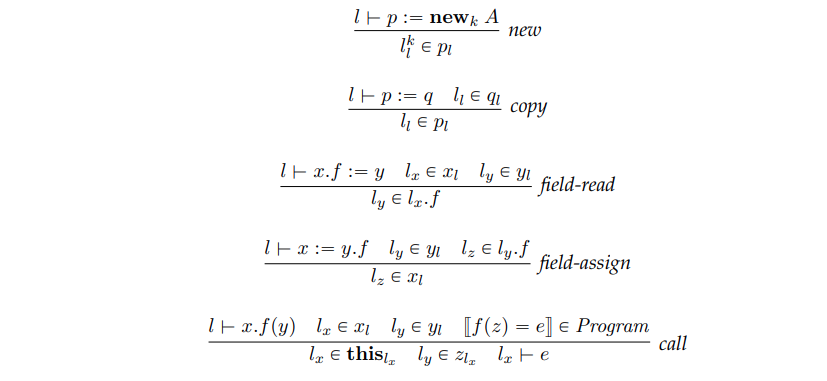 l ⊢ p := new_k A
l_l^k ∈ p_l
new
l ⊢ p := q l_l ∈ q_l
l_l ∈ p_l
copy
l ⊢ x.f := y l_x ∈ x_l l_y ∈ y_l
l_y ∈ l_x.f
field-read
l ⊢ x := y.f l_y ∈ y_l l_z ∈ l_y.f
l_z ∈ x_l
field-assign
l ⊢ x.f(y) l_x ∈ x_l l_y ∈ y_l ⟦f(z) = e⟧ ∈ Program
l_x ∈ this_{l_x} l_y ∈ z_{l_x} l_x ⊢ e
call